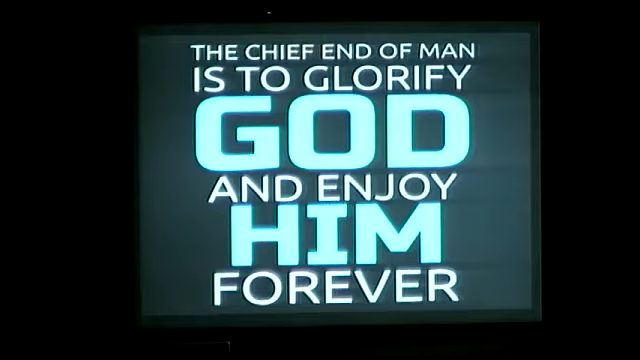 THE CHIEF END OF MAN
IS TO GLORIFY
GOD
AND ENJOY
HIM
FOREVER